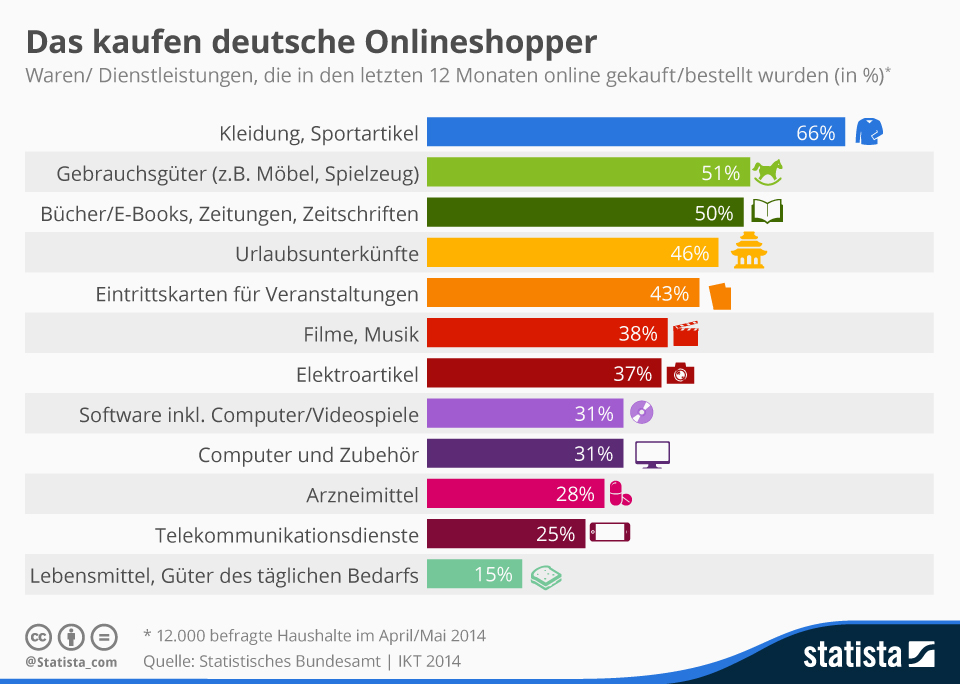 Das kaufen deutsche Onlineshopper
Waren/ Dienstleistungen, die in den letzten 12 Monaten online gekauft/bestellt wurden (in %)*
Kleidung, Sportartikel 66%
Gebrauchsgüter (z.B. Möbel, Spielzeug) 51%
Bücher/E-Books, Zeitungen, Zeitschriften 50%
Urlaubsunterkünfte 46%
Eintrittskarten für Veranstaltungen 43%
Filme, Musik 38%
Elektroartikel 37%
Software inkl. Computer/Videospiele 31%
Computer und Zubehör 31%
Arzneimittel 28%
Telekommunikationsdienste 25%
Lebensmittel, Güter des täglichen Bedarfs 15%
cc
@Statista_com
* 12.000 befragte Haushalte im April/Mai 2014
Quelle: Statistisches Bundesamt | IKT 2014
statista